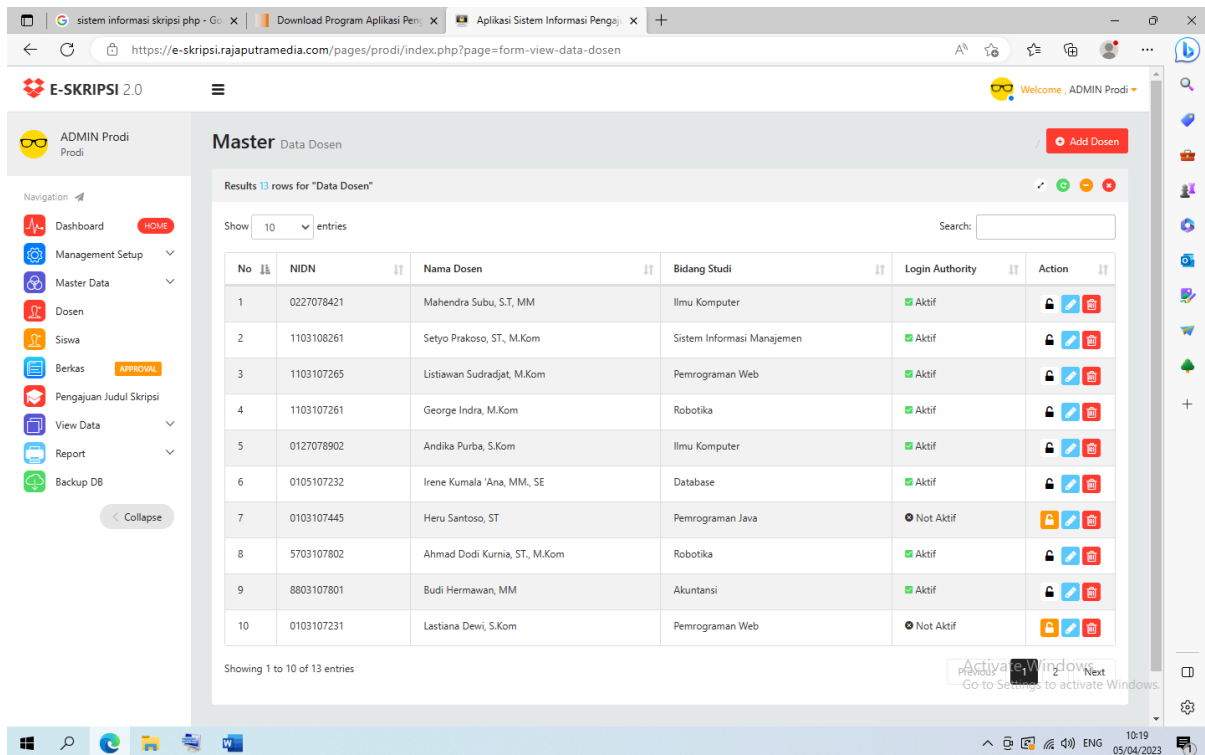 sistem informasi skripsi php - Go
Download Program Aplikasi Peng
Aplikasi Sistem Informasi Pengaju
https://e-skripsi.rajaputramedia.com/pages/prodi/index.php?page=form-view-data-dosen
E-SKRIPSI 2.0
Welcome , ADMIN Prodi
ADMIN Prodi
Prodi
Navigation
Dashboard HOME
Management Setup
Master Data
Dosen
Siswa
Berkas APPROVAL
Pengajuan Judul Skripsi
View Data
Report
Backup DB
Collapse
Master Data Dosen
/ Add Dosen
Results 13 rows for "Data Dosen"
Show 10 entries Search:
No NIDN Nama Dosen Bidang Studi Login Authority Action
1 0227078421 Mahendra Subu, S.T, MM Ilmu Komputer Aktif
2 1103108261 Setyo Prakoso, ST., M.Kom Sistem Informasi Manajemen Aktif
3 1103107265 Listiawan Sudradjat, M.Kom Pemrograman Web Aktif
4 1103107261 George Indra, M.Kom Robotika Aktif
5 0127078902 Andika Purba, S.Kom Ilmu Komputer Aktif
6 0105107232 Irene Kumala 'Ana, MM., SE Database Aktif
7 0103107445 Heru Santoso, ST Pemrograman Java Not Aktif
8 5703107802 Ahmad Dodi Kurnia, ST., M.Kom Robotika Aktif
9 8803107801 Budi Hermawan, MM Akuntansi Aktif
10 0103107231 Lastiana Dewi, S.Kom Pemrograman Web Not Aktif
Showing 1 to 10 of 13 entries
Previous 1 2 Next
Activate Windows
Go to Settings to activate Windows.
ENG
10:19
05/04/2023